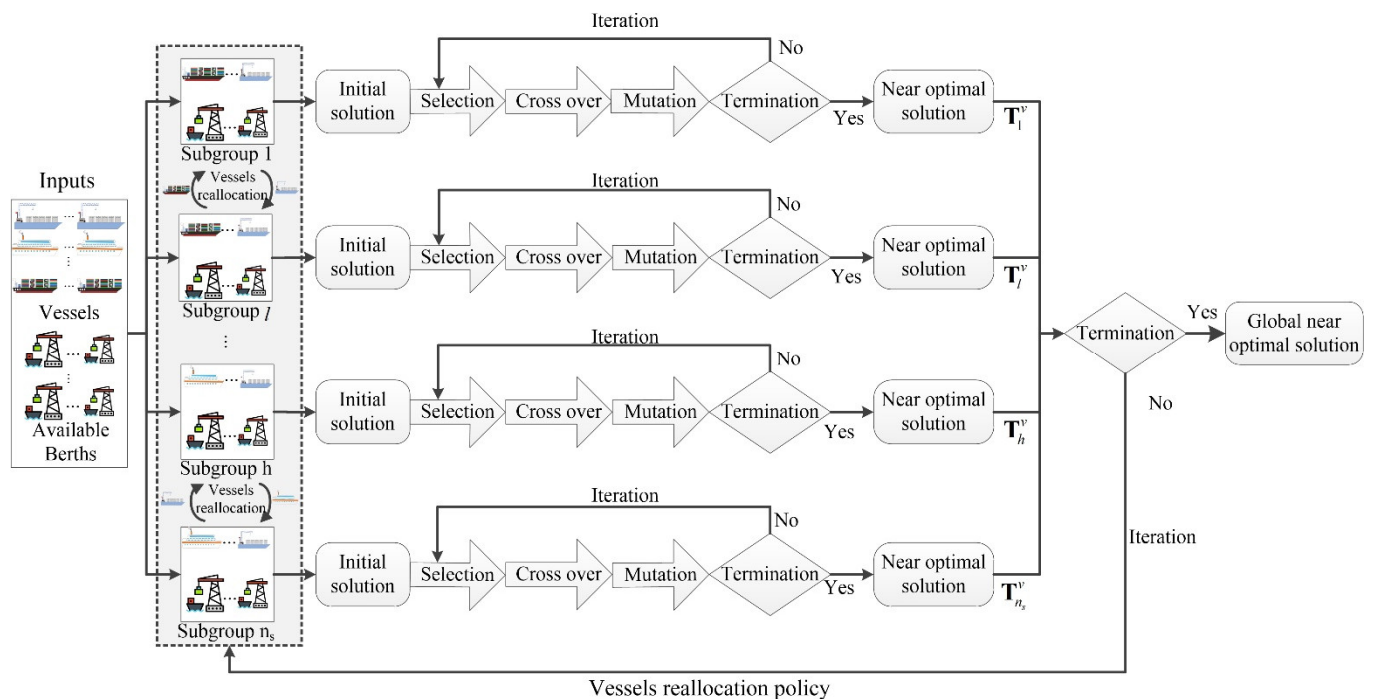 Inputs
Vessels
Available
Berths
Subgroup 1
Vessels
reallocation
Subgroup l
Subgroup h
Vessels
reallocation
Subgroup nₛ
Iteration
No
Initial
solution
Selection
Cross over
Mutation
Termination
Yes
Near optimal
solution
T₁ᵛ
Iteration
No
Initial
solution
Selection
Cross over
Mutation
Termination
Yes
Near optimal
solution
Tₗᵛ
Iteration
No
Initial
solution
Selection
Cross over
Mutation
Termination
Yes
Near optimal
solution
Tₕᵛ
Iteration
No
Initial
solution
Selection
Cross over
Mutation
Termination
Yes
Near optimal
solution
T_{nₛ}ᵛ
Termination
Yes
Global near
optimal solution
No
Iteration
Vessels reallocation policy